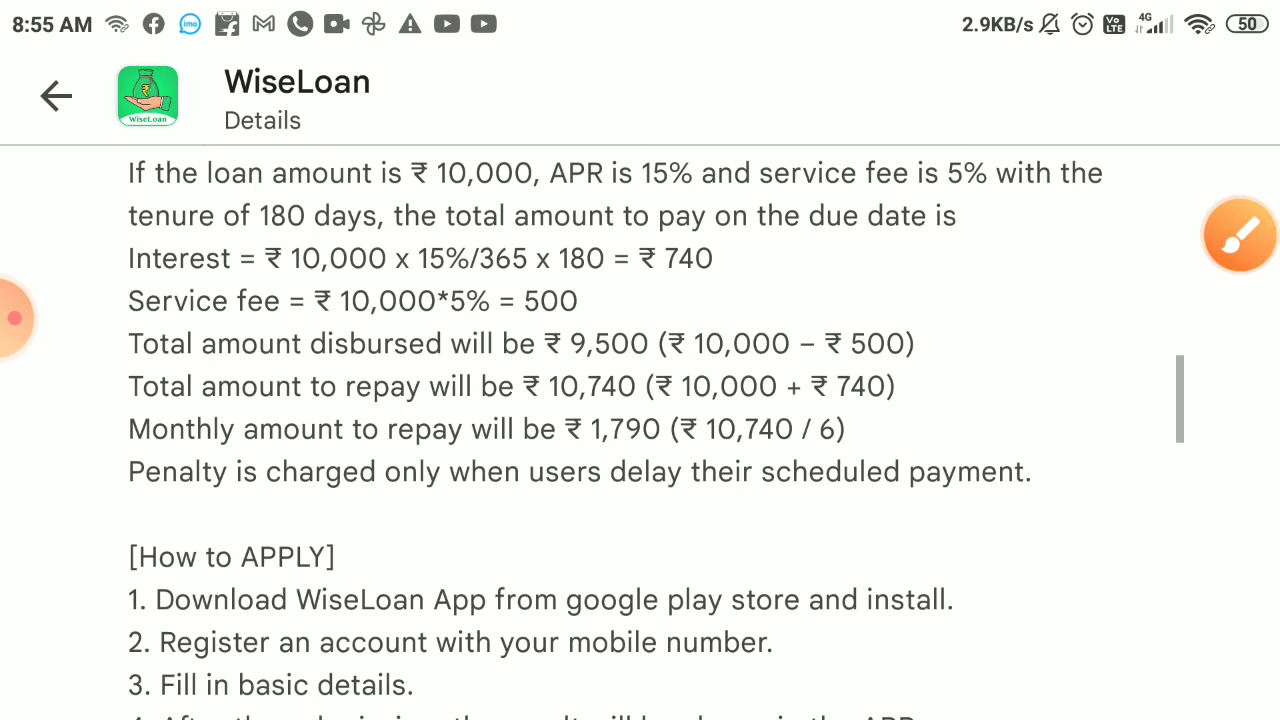 8:55 AM
2.9KB/s
Vo LTE
4G
50
imo
WiseLoan
WiseLoan
Details
If the loan amount is ₹ 10,000, APR is 15% and service fee is 5% with the
tenure of 180 days, the total amount to pay on the due date is
Interest = ₹ 10,000 x 15%/365 x 180 = ₹ 740
Service fee = ₹ 10,000*5% = 500
Total amount disbursed will be ₹ 9,500 (₹ 10,000 – ₹ 500)
Total amount to repay will be ₹ 10,740 (₹ 10,000 + ₹ 740)
Monthly amount to repay will be ₹ 1,790 (₹ 10,740 / 6)
Penalty is charged only when users delay their scheduled payment.
[How to APPLY]
1. Download WiseLoan App from google play store and install.
2. Register an account with your mobile number.
3. Fill in basic details.